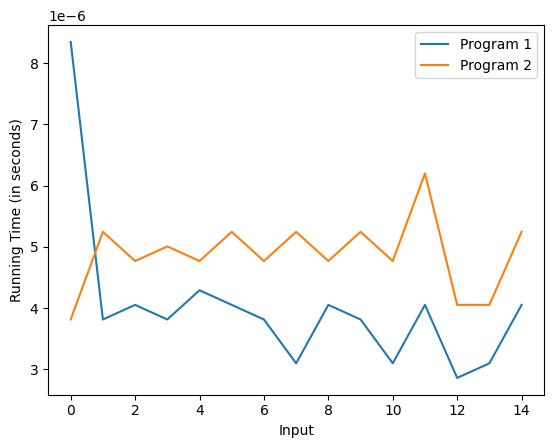 1e−6
Program 1
Program 2
8
7
6
5
4
3
Running Time (in seconds)
0 2 4 6 8 10 12 14
Input